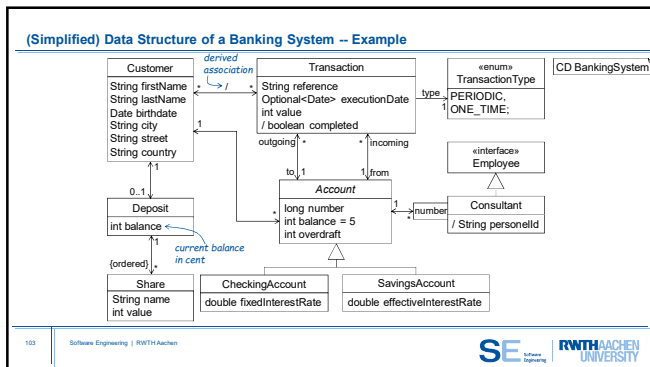 (Simplified) Data Structure of a Banking System -- Example
Customer
String firstName
String lastName
Date birthdate
String city
String street
String country
derived
association
* / *
Transaction
String reference
Optional<Date> executionDate
int value
/ boolean completed
type
1
«enum»
TransactionType
PERIODIC,
ONE_TIME;
CD BankingSystem
outgoing *
* incoming
to 1
1 from
1
*
«interface»
Employee
Account
long number
int balance = 5
int overdraft
1
*
number
Consultant
/ String personelId
1
0..1
Deposit
int balance
current balance
in cent
1
{ordered} *
Share
String name
int value
CheckingAccount
double fixedInterestRate
SavingsAccount
double effectiveInterestRate
103
Software Engineering | RWTH Aachen
SE Software
Engineering
RWTHAACHEN
UNIVERSITY